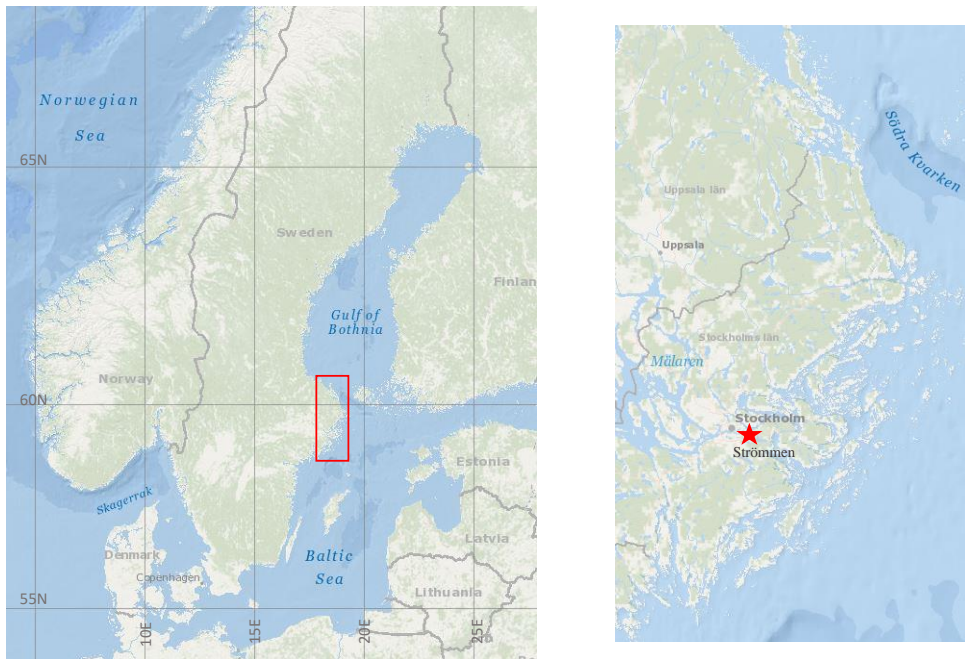 Norwegian
Sea
65N
Sweden
Finlan
Gulf of
Bothnia
Norway
60N
Estonia
Skagerrak
Latvia
Denmark
Copenhagen
Baltic
Sea
Lithuania
55N
10E
15E
20E
25E
Södra Kvarken
Uppsala län
Uppsala
Stockholms län
Mälaren
Stockholm
Strömmen